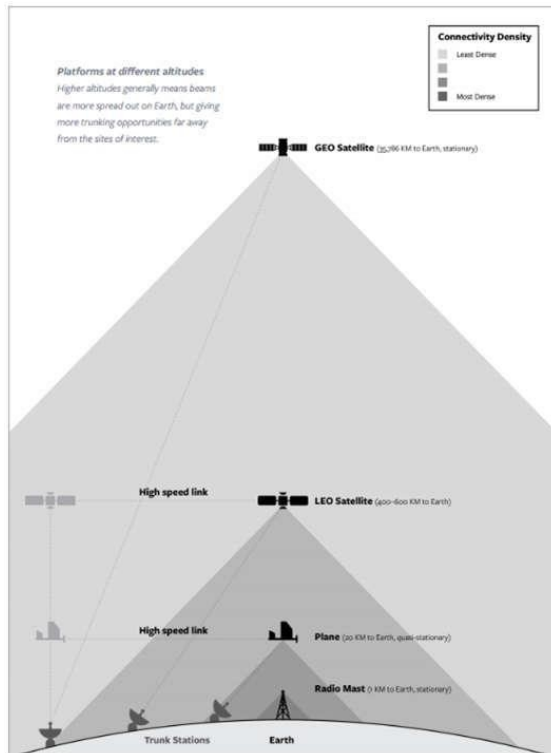 Connectivity Density
Least Dense
Most Dense
Platforms at different altitudes
Higher altitudes generally means beams
are more spread out on Earth, but giving
more trunking opportunities far away
from the sites of interest.
GEO Satellite (35,786 KM to Earth, stationary)
High speed link
LEO Satellite (400-600 KM to Earth)
High speed link
Plane (20 KM to Earth, quasi-stationary)
Radio Mast (1 KM to Earth, stationary)
Trunk Stations
Earth